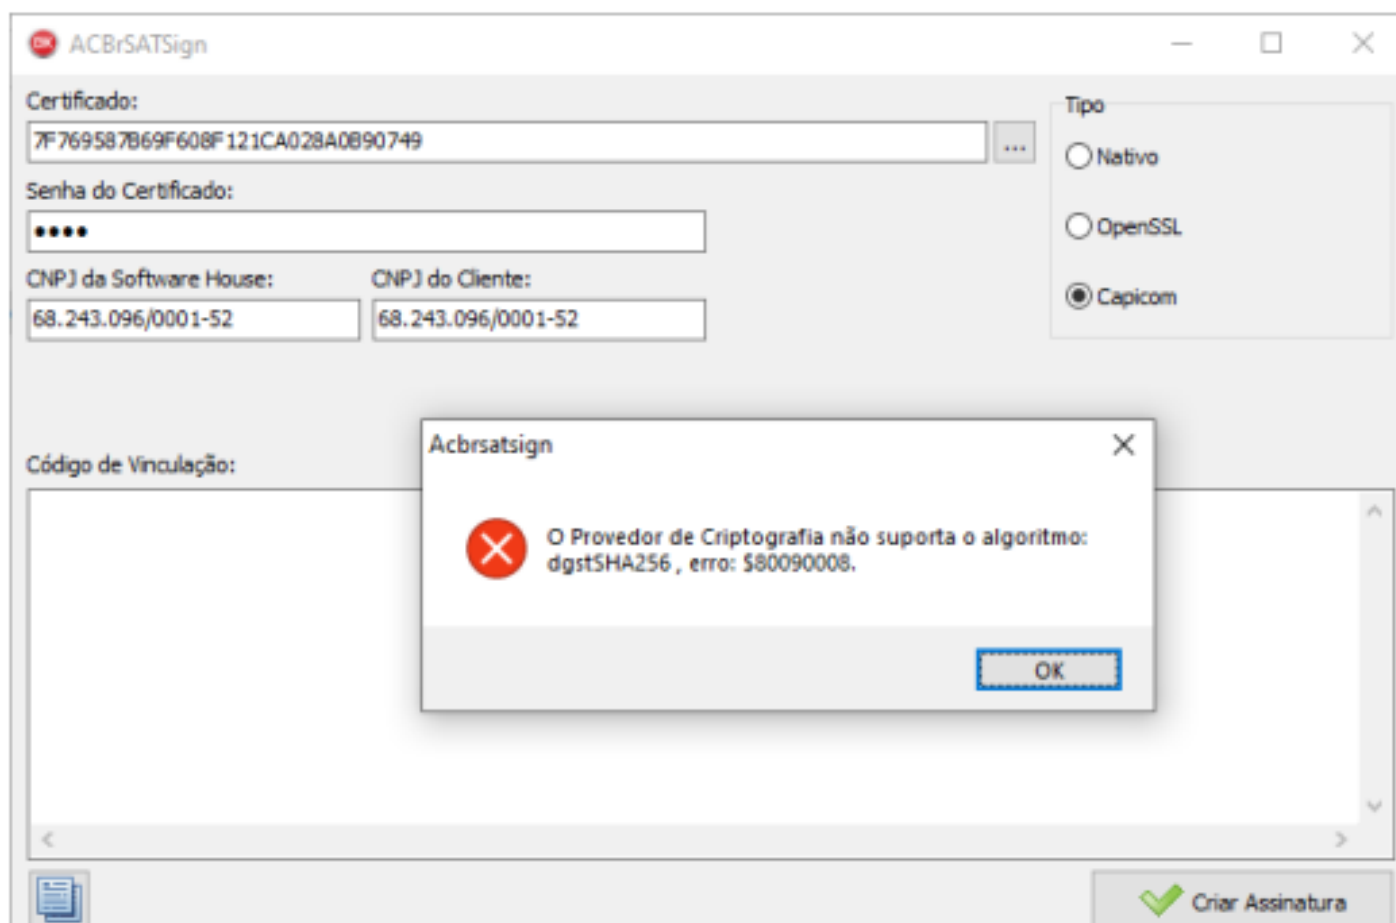 ACBrSATSign
Certificado:
7F769587B69F608F121CA028A0B90749
...
Senha do Certificado:
••••
CNPJ da Software House:
CNPJ do Cliente:
68.243.096/0001-52
68.243.096/0001-52
Tipo
Nativo
OpenSSL
Capicom
Código de Vinculação:
Acbrsatsign
O Provedor de Criptografia não suporta o algoritmo:
dgstSHA256 , erro: $80090008.
OK
Criar Assinatura